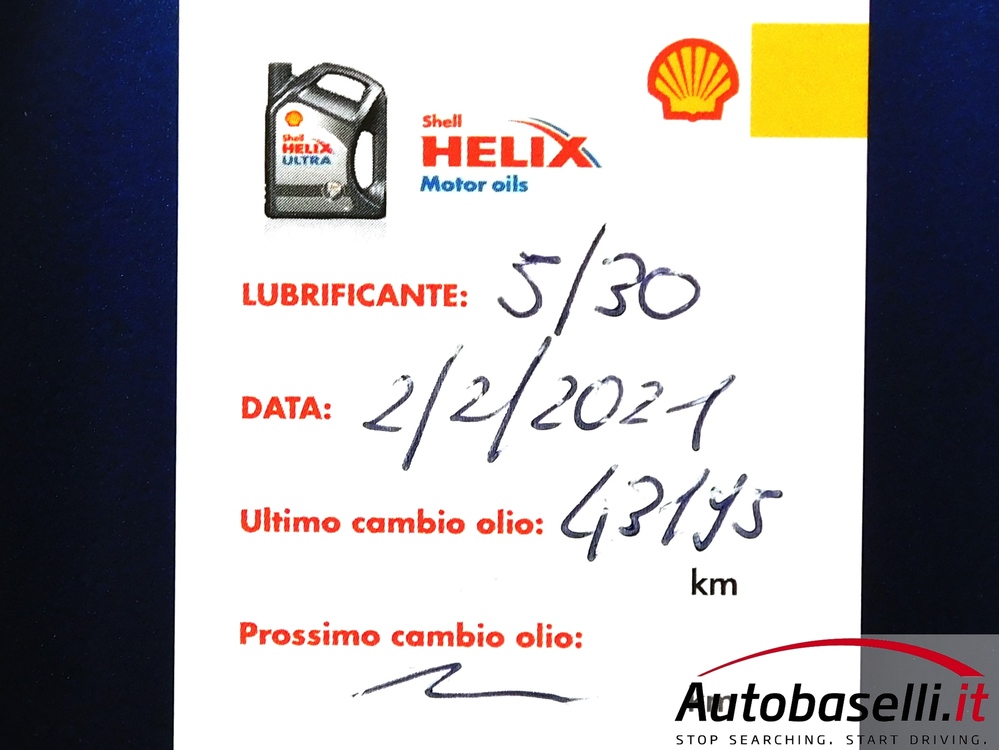 Shell
HELIX
ULTRA
Shell
HELIX
Motor oils
LUBRIFICANTE: 5/30
DATA: 2/2/2021
Ultimo cambio olio: 43195
km
Prossimo cambio olio:
km
Autobaselli.it
STOP SEARCHING. START DRIVING.